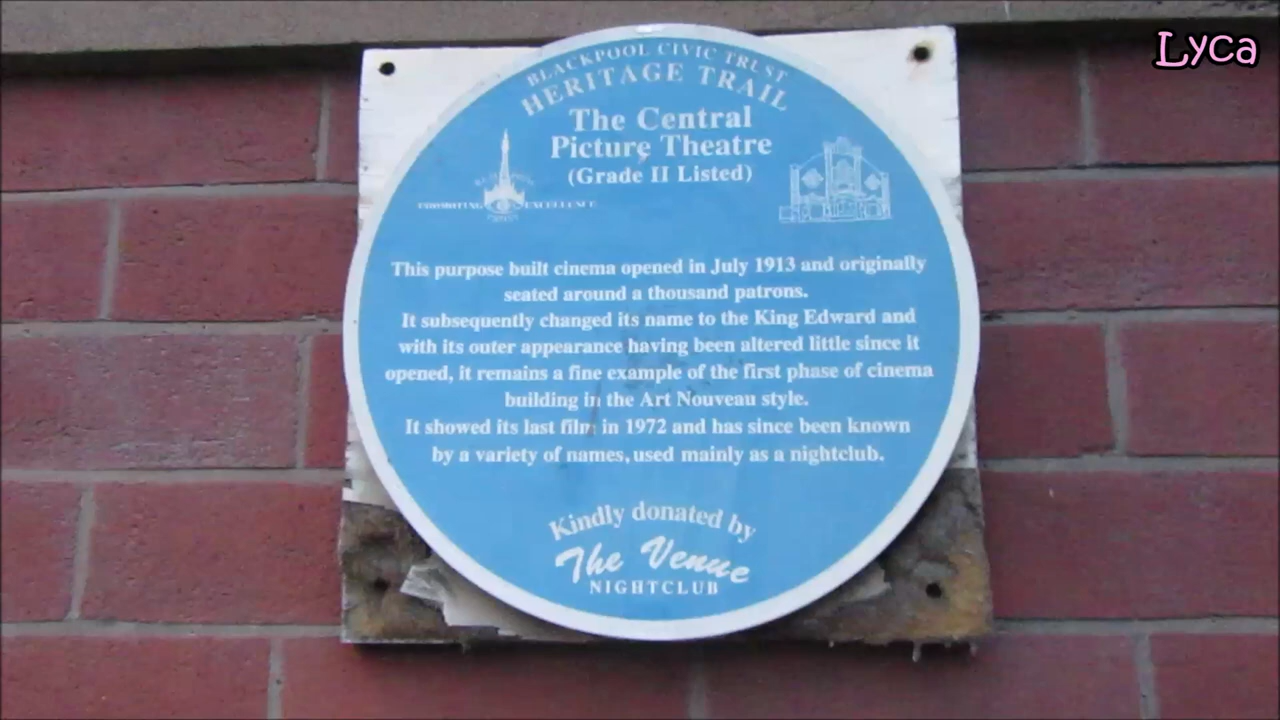 Lyca
BLACKPOOL CIVIC TRUST
HERITAGE TRAIL
The Central
Picture Theatre
(Grade II Listed)
PROMOTING EXCELLENCE
This purpose built cinema opened in July 1913 and originally
seated around a thousand patrons.
It subsequently changed its name to the King Edward and
with its outer appearance having been altered little since it
opened, it remains a fine example of the first phase of cinema
building in the Art Nouveau style.
It showed its last film in 1972 and has since been known
by a variety of names, used mainly as a nightclub.
Kindly donated by
The Venue
NIGHTCLUB